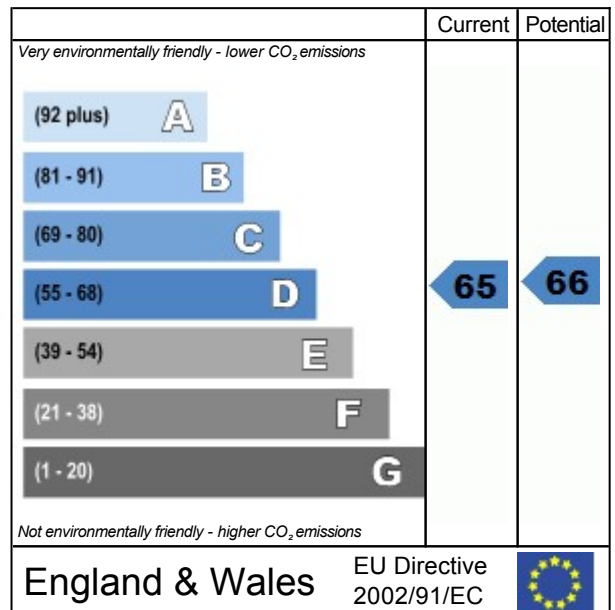 Current Potential
Very environmentally friendly - lower CO₂ emissions
(92 plus) A
(81 - 91) B
(69 - 80) C
(55 - 68) D 65 66
(39 - 54) E
(21 - 38) F
(1 - 20) G
Not environmentally friendly - higher CO₂ emissions
England & Wales
EU Directive
2002/91/EC